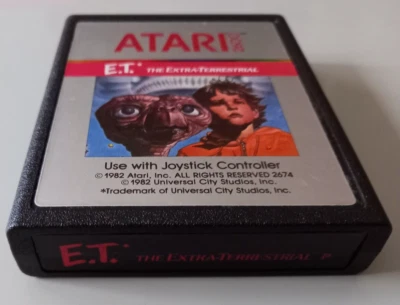 ATARI
E.T.* THE EXTRA-TERRESTRIAL
Use with Joystick Controller
© 1982 Atari, Inc. ALL RIGHTS RESERVED 2674
© 1982 Universal City Studios, Inc.
*Trademark of Universal City Studios, Inc.
E.T.* THE EXTRA-TERRESTRIAL P